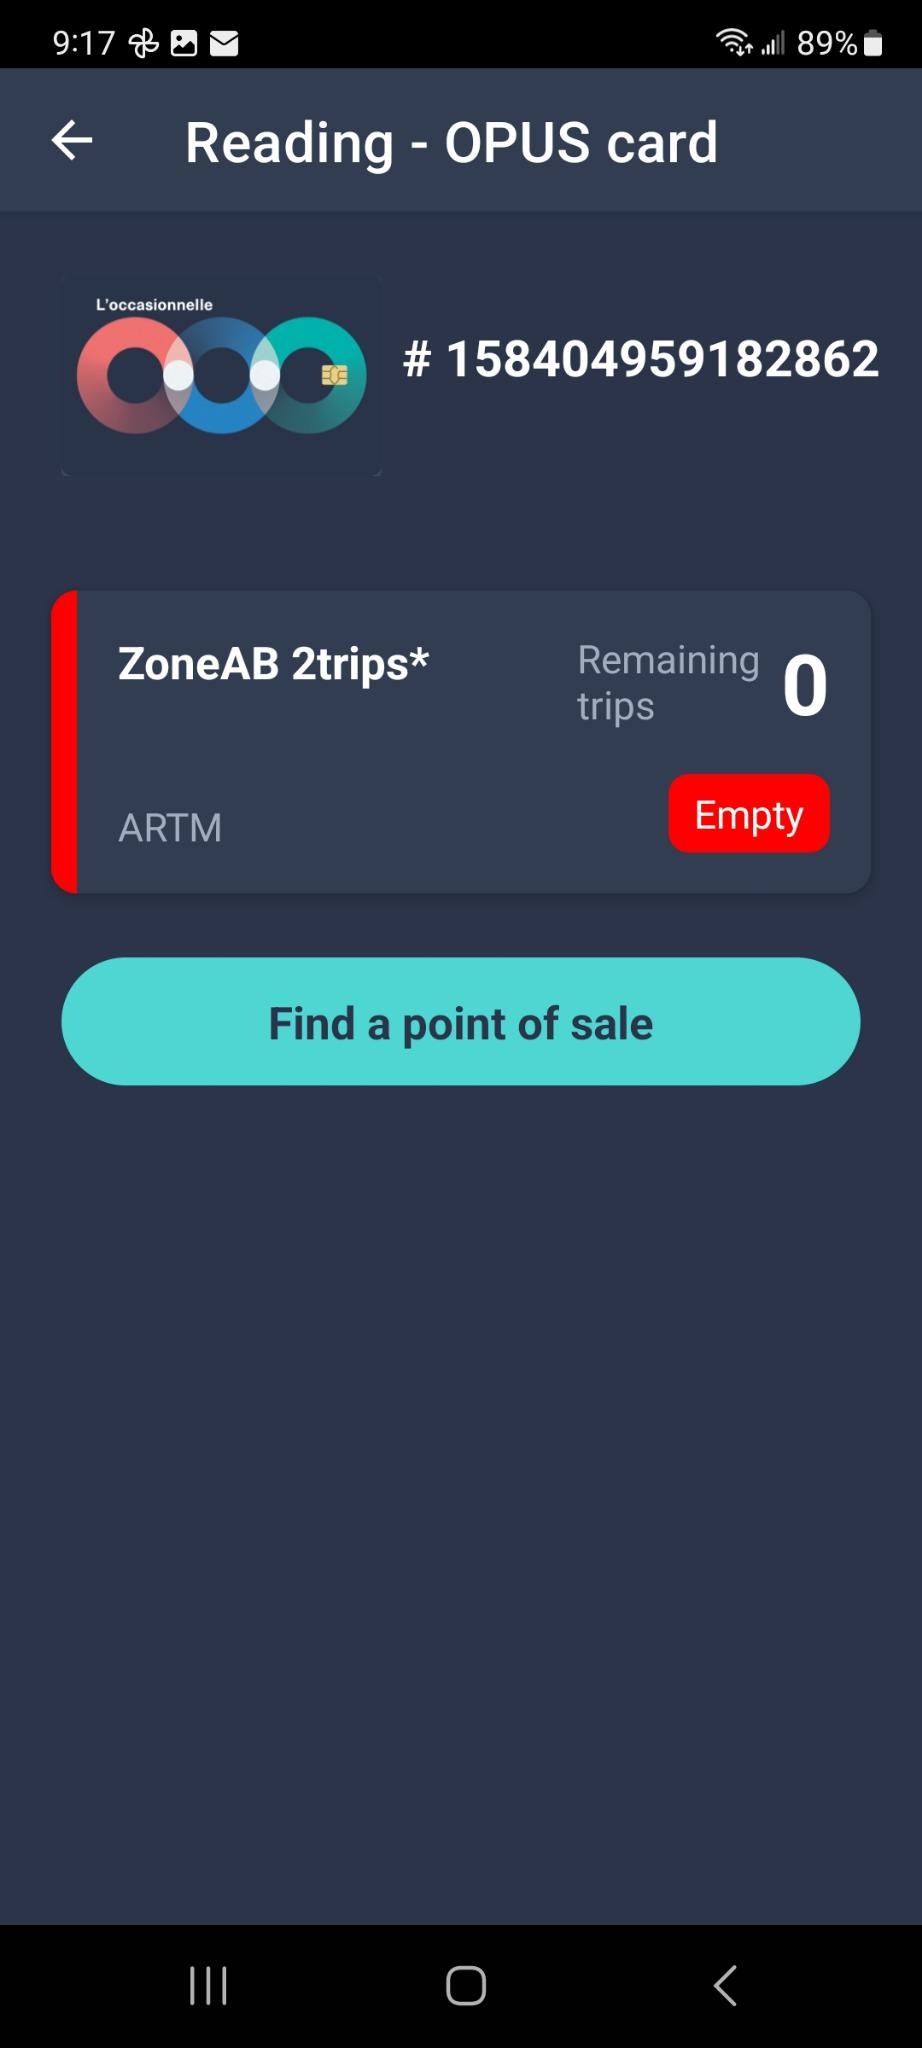 9:17 89%
Reading - OPUS card
L'occasionnelle
# 158404959182862
ZoneAB 2trips*
Remaining
trips
0
ARTM
Empty
Find a point of sale